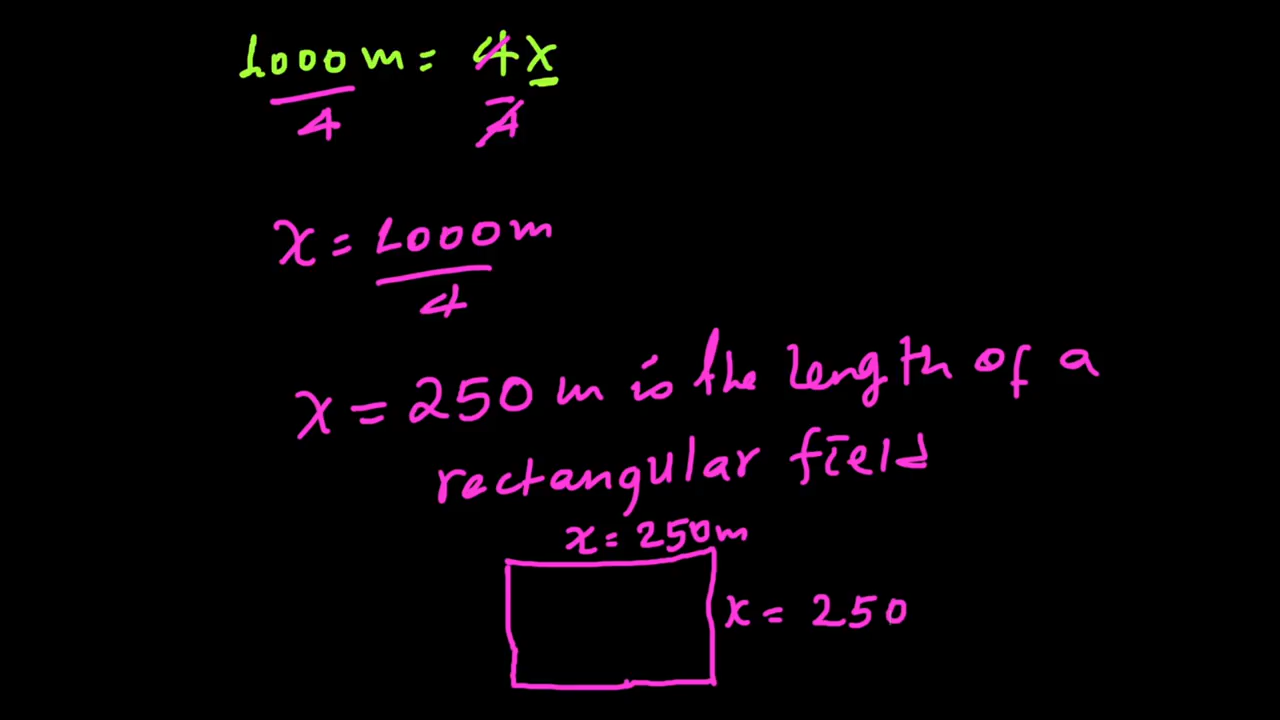 1000m = 4x
4 4
x = 1000m
4
x = 250 m is the length of a
rectangular field
x = 250m
x = 250